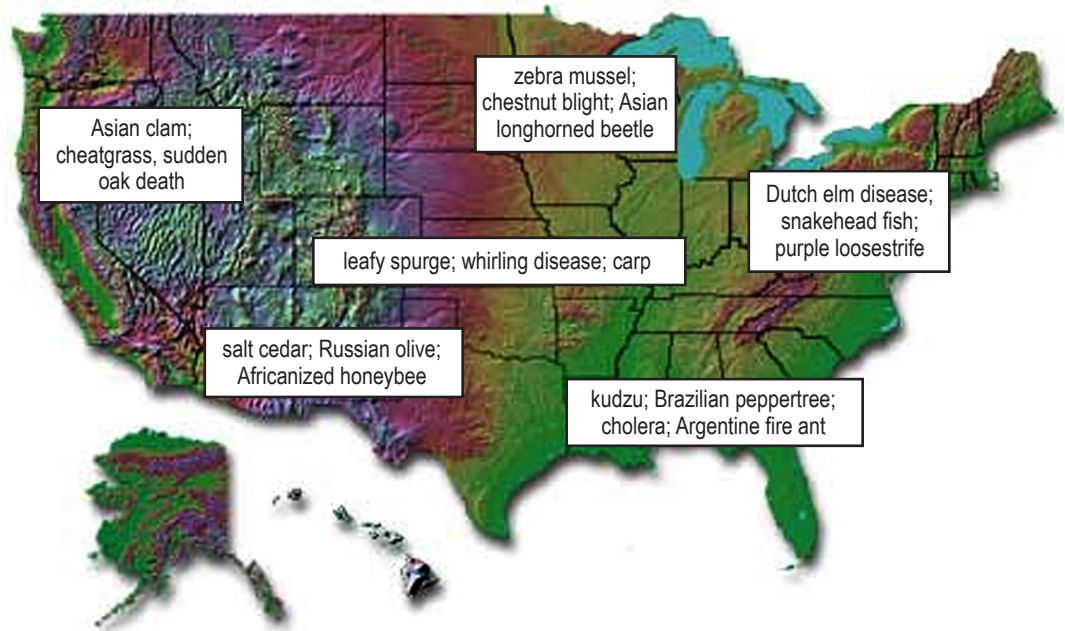 zebra mussel;
chestnut blight; Asian
longhorned beetle
Asian clam;
cheatgrass, sudden
oak death
Dutch elm disease;
snakehead fish;
purple loosestrife
leafy spurge; whirling disease; carp
salt cedar; Russian olive;
Africanized honeybee
kudzu; Brazilian peppertree;
cholera; Argentine fire ant